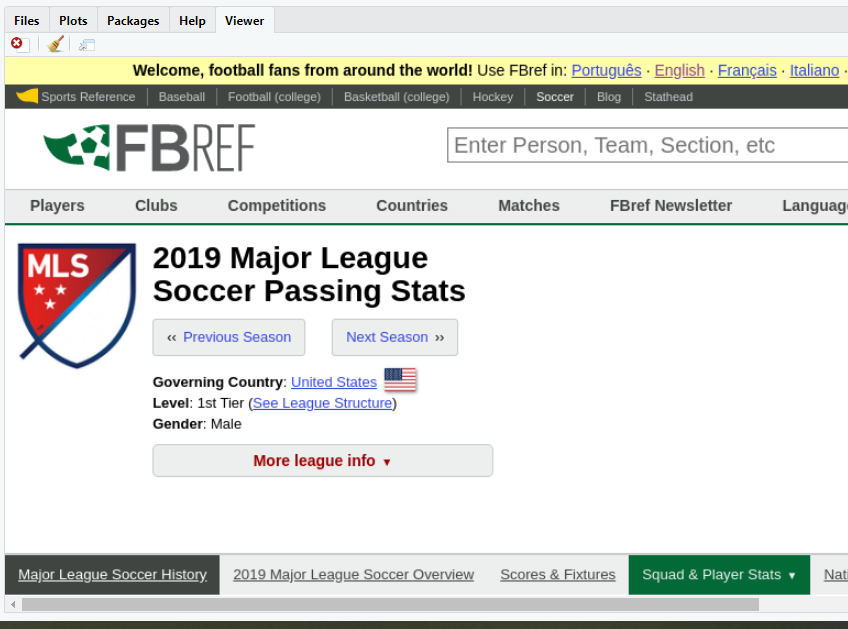 Files Plots Packages Help Viewer
Welcome, football fans from around the world! Use FBref in: Português · English · Français · Italiano ·
Sports Reference Baseball Football (college) Basketball (college) Hockey Soccer Blog Stathead
FBREF
Enter Person, Team, Section, etc
Players Clubs Competitions Countries Matches FBref Newsletter Languag
MLS
2019 Major League
Soccer Passing Stats
‹‹ Previous Season Next Season ››
Governing Country: United States
Level: 1st Tier (See League Structure)
Gender: Male
More league info ▼
Major League Soccer History 2019 Major League Soccer Overview Scores & Fixtures Squad & Player Stats ▼ Nati